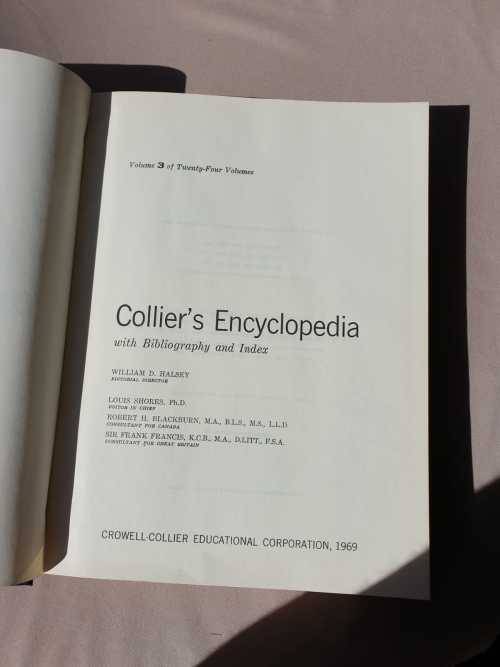 Volume 3 of Twenty-Four Volumes
Collier's Encyclopedia
with Bibliography and Index
WILLIAM D. HALSEY
EDITORIAL DIRECTOR
LOUIS SHORES, Ph.D.
EDITOR IN CHIEF
ROBERT H. BLACKBURN, M.A., B.L.S., M.S., L.L.D.
CONSULTANT FOR CANADA
SIR FRANK FRANCIS, K.C.B., M.A., D.LITT., F.S.A.
CONSULTANT FOR GREAT BRITAIN
CROWELL-COLLIER EDUCATIONAL CORPORATION, 1969